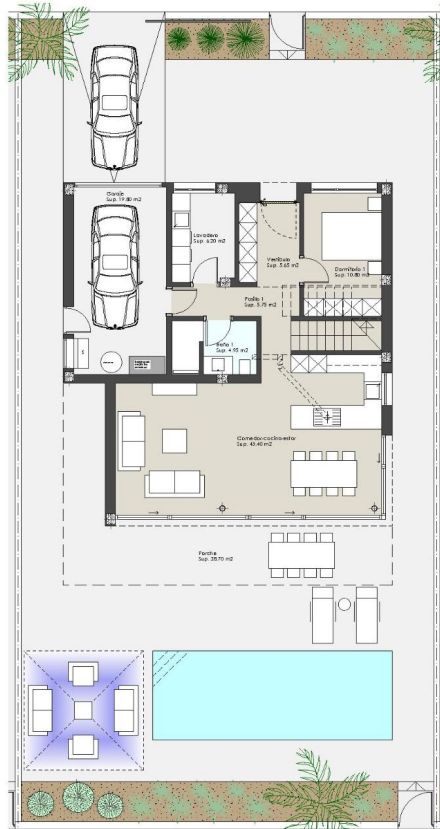 Garaje
Sup. 19.80 m2
Lavadero
Sup. 6.20 m2
Vestíbulo
Sup. 5.65 m2
Dormitorio 1
Sup. 10.80 m2
Pasillo 1
Sup. 5.75 m2
Baño 1
Sup. 4.95 m2
Comedor-cocina-estar
Sup. 43.40 m2
Porche
Sup. 28.70 m2